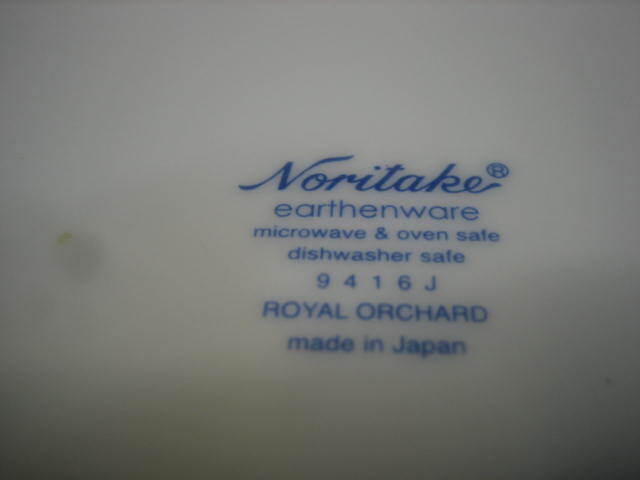 Noritake®
earthenware
microwave & oven safe
dishwasher safe
9416J
ROYAL ORCHARD
made in Japan